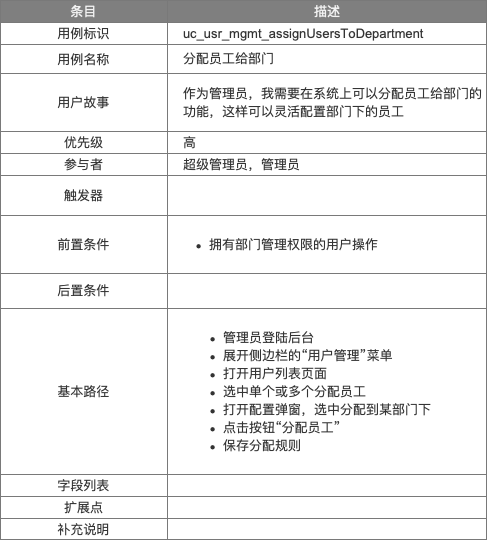 条目 描述
用例标识 uc_usr_mgmt_assignUsersToDepartment
用例名称 分配员工给部门
用户故事 作为管理员，我需要在系统上可以分配员工给部门的
功能，这样可以灵活配置部门下的员工
优先级 高
参与者 超级管理员，管理员
触发器
前置条件 • 拥有部门管理权限的用户操作
后置条件
基本路径
• 管理员登陆后台
• 展开侧边栏的“用户管理”菜单
• 打开用户列表页面
• 选中单个或多个分配员工
• 打开配置弹窗，选中分配到某部门下
• 点击按钮“分配员工”
• 保存分配规则
字段列表
扩展点
补充说明